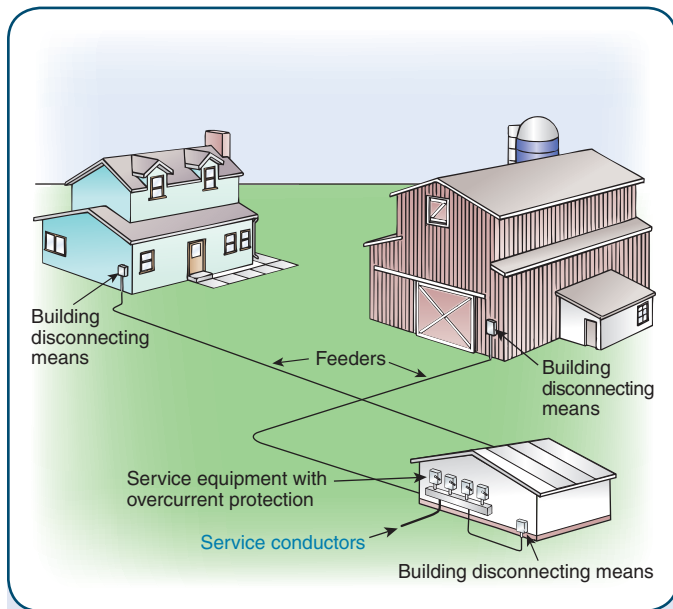 Building
disconnecting
means
Feeders
Building
disconnecting
means
Service equipment with
overcurrent protection
Service conductors
Building disconnecting means